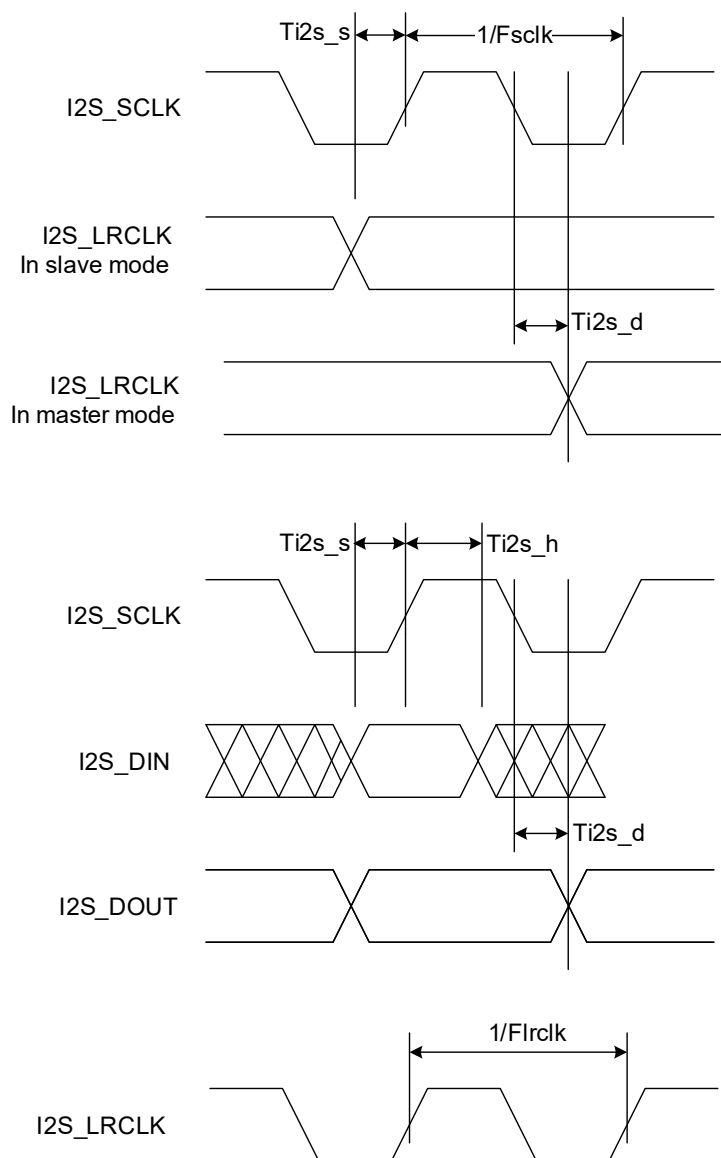 Ti2s_s
1/Fsclk
I2S_SCLK
I2S_LRCLK
In slave mode
Ti2s_d
I2S_LRCLK
In master mode
Ti2s_s
Ti2s_h
I2S_SCLK
I2S_DIN
Ti2s_d
I2S_DOUT
1/Flrclk
I2S_LRCLK